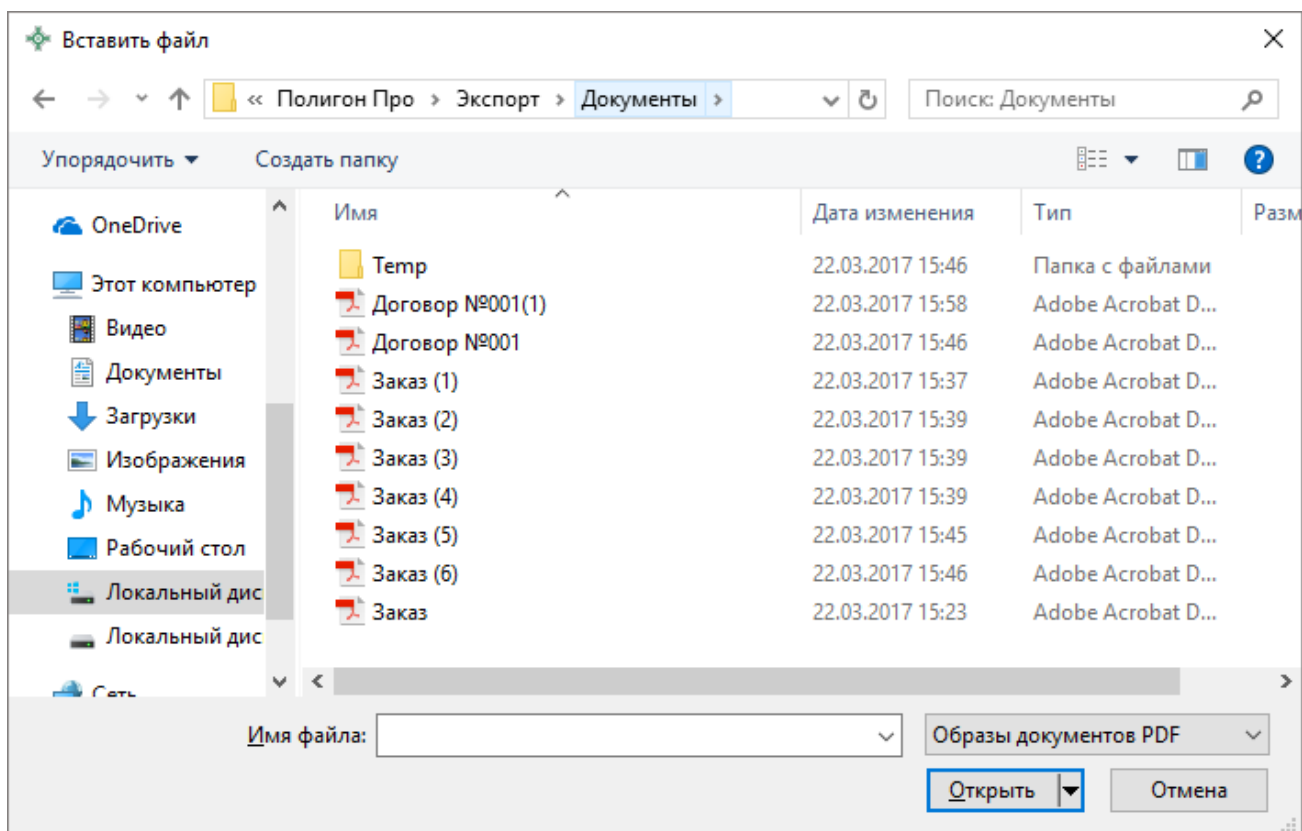 Вставить файл
« Полигон Про › Экспорт › Документы ›
Поиск: Документы
Упорядочить
Создать папку
?
Имя
Дата изменения
Тип
Разм
OneDrive
Этот компьютер
Видео
Документы
Загрузки
Изображения
Музыка
Рабочий стол
Локальный дис
Локальный дис
Сеть
Temp 22.03.2017 15:46 Папка с файлами
Договор №001(1) 22.03.2017 15:58 Adobe Acrobat D...
Договор №001 22.03.2017 15:46 Adobe Acrobat D...
Заказ (1) 22.03.2017 15:37 Adobe Acrobat D...
Заказ (2) 22.03.2017 15:39 Adobe Acrobat D...
Заказ (3) 22.03.2017 15:39 Adobe Acrobat D...
Заказ (4) 22.03.2017 15:39 Adobe Acrobat D...
Заказ (5) 22.03.2017 15:45 Adobe Acrobat D...
Заказ (6) 22.03.2017 15:46 Adobe Acrobat D...
Заказ 22.03.2017 15:23 Adobe Acrobat D...
Имя файла:
Образы документов PDF
Открыть
Отмена